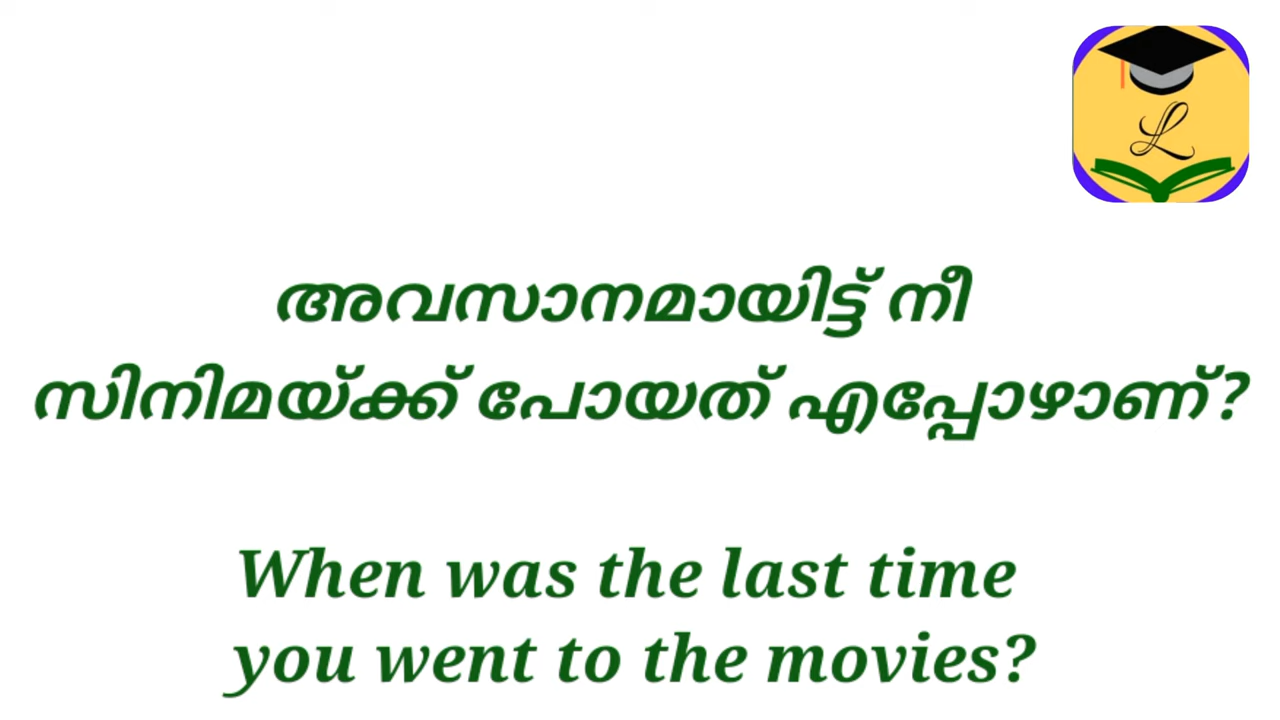 L
അവസാനമായിട്ട് നീ
സിനിമയ്ക്ക് പോയത് എപ്പോഴാണ്?
When was the last time
you went to the movies?